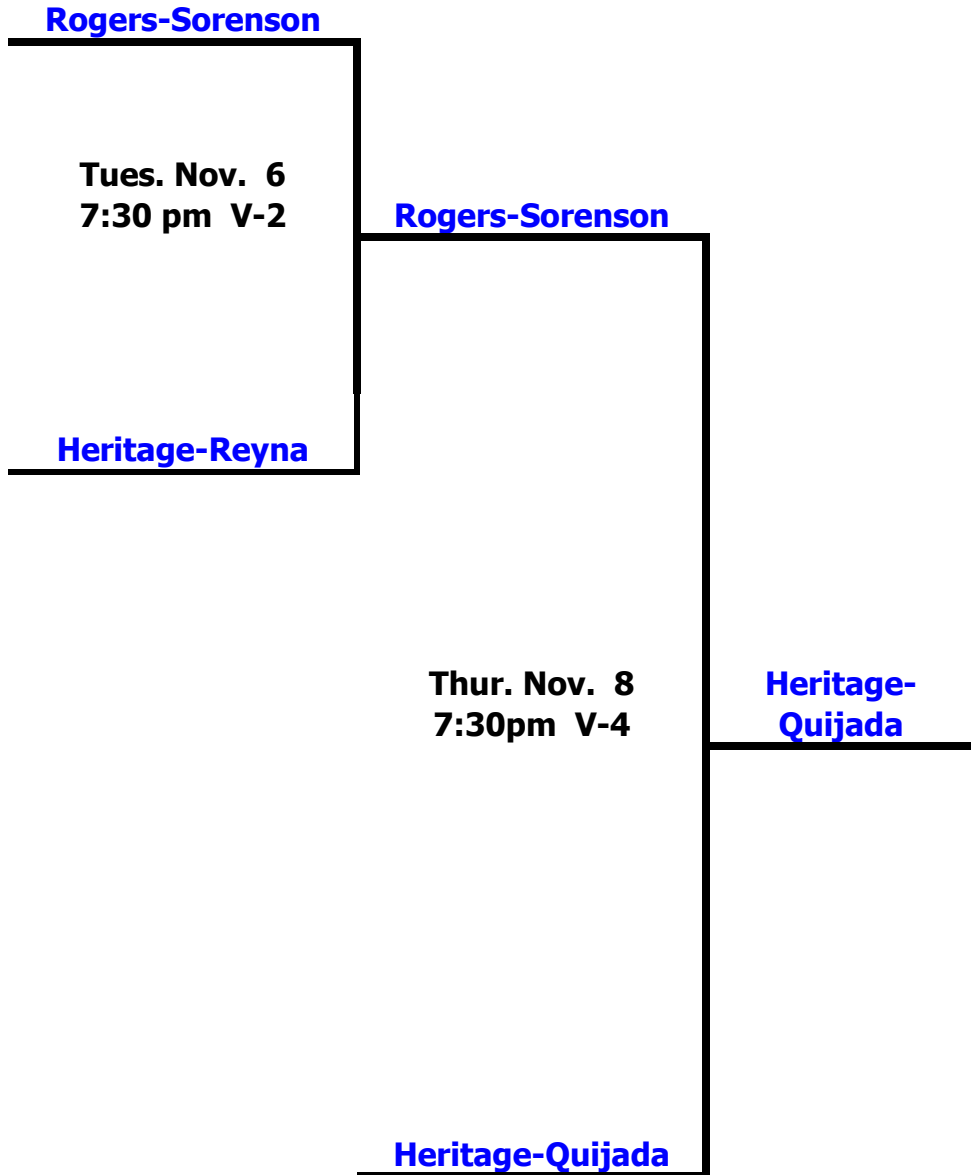 Rogers-Sorenson
Tues. Nov.  6
7:30 pm  V-2
Rogers-Sorenson
Heritage-Reyna
Thur. Nov.  8
7:30pm  V-4
Heritage-
Quijada
Heritage-Quijada